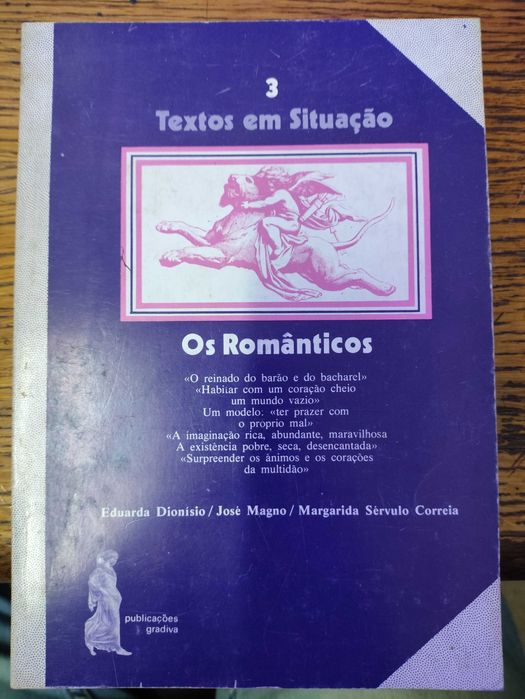 3
Textos em Situação
Os Românticos
«O reinado do barão e do bacharel»
«Habitar com um coração cheio
um mundo vazio»
Um modelo: «ter prazer com
o proprio mal»
«A imaginação rica, abundante, maravilhosa
A existência pobre, seca, desencantada»
«Surpreender os ânimos e os corações
da multidão»
Eduarda Dionísio / José Magno / Margarida Sérvulo Correia
publicações
gradiva